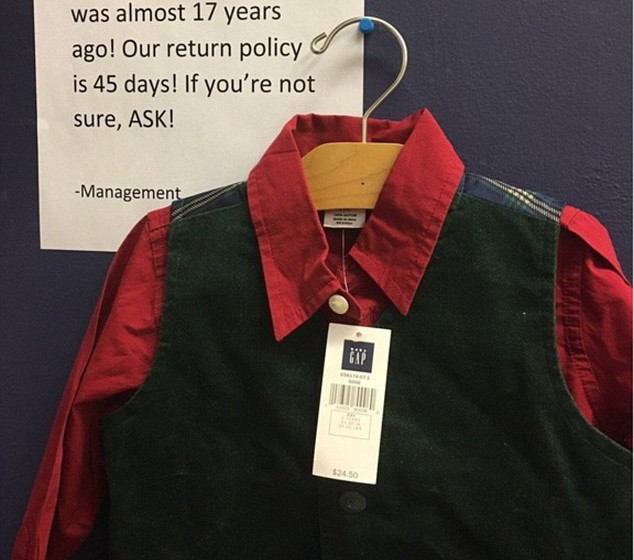 was almost 17 years
ago! Our return policy
is 45 days! If you're not
sure, ASK!
-Management
BABY
GAP
$24.50